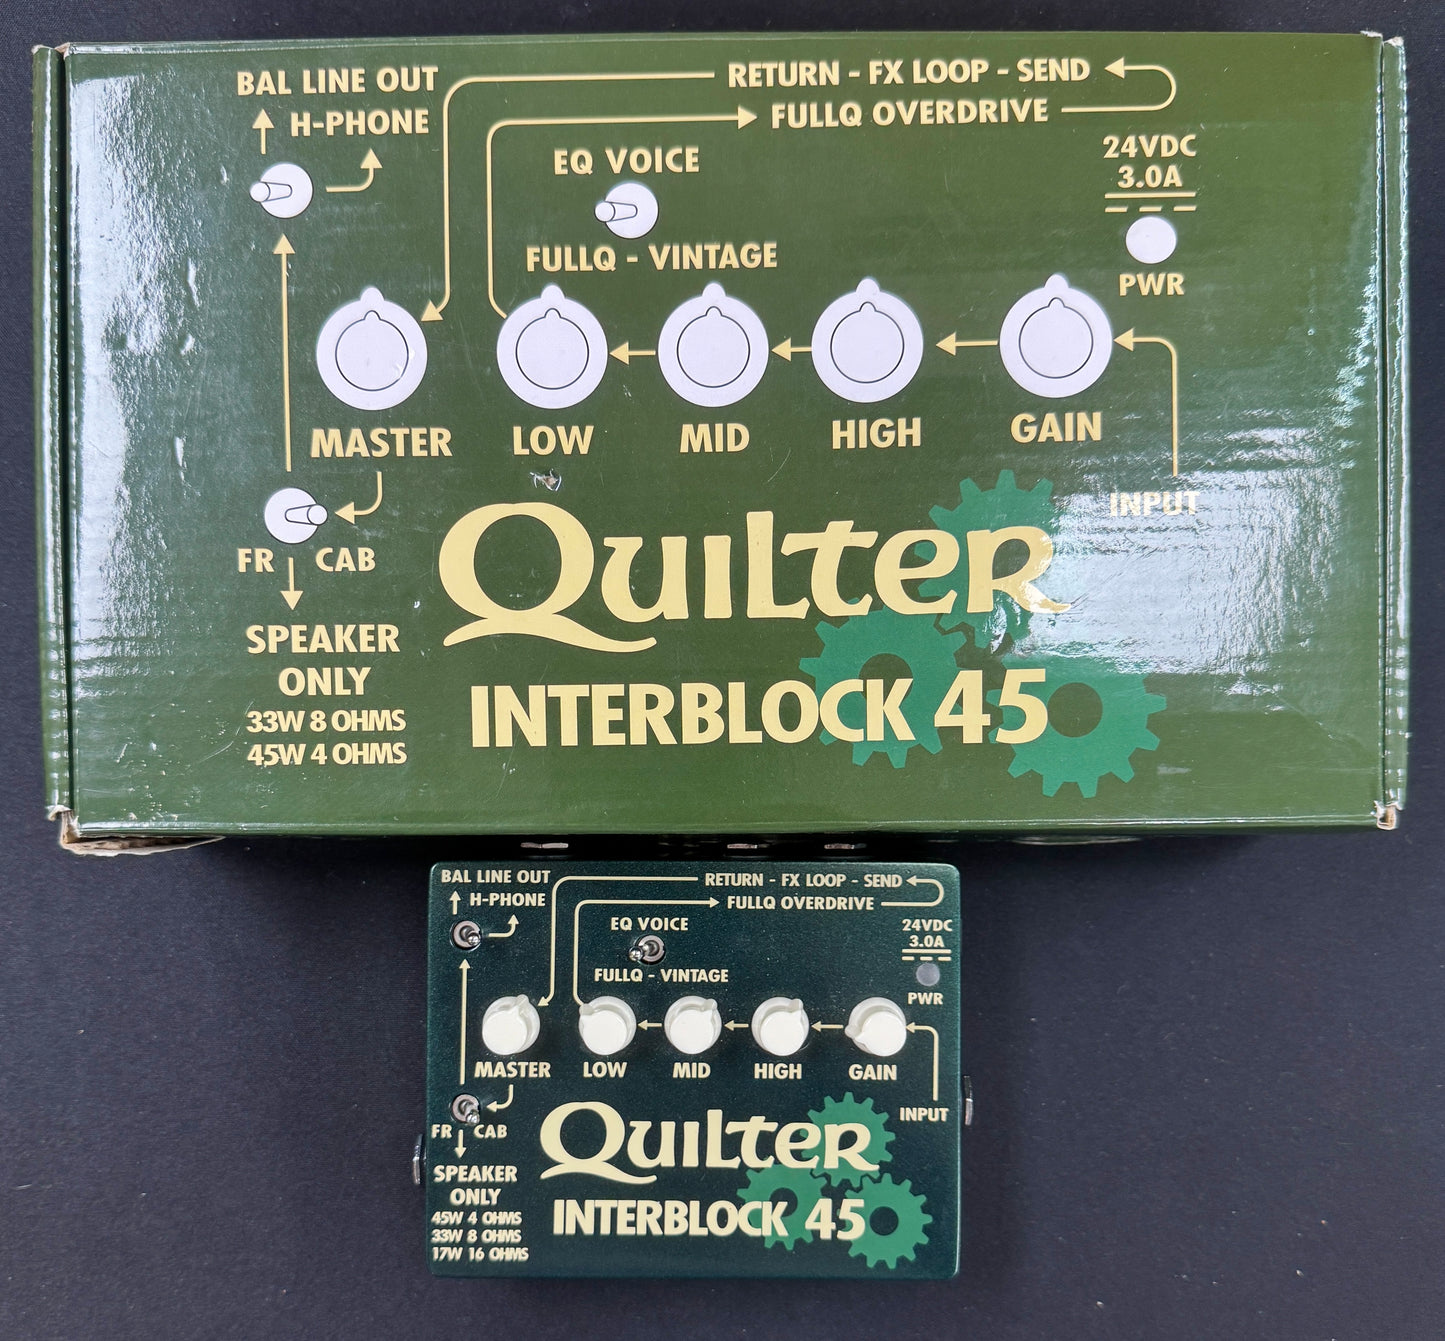 BAL LINE OUT
H-PHONE
RETURN - FX LOOP - SEND
FULLQ OVERDRIVE
EQ VOICE
FULLQ - VINTAGE
24VDC
3.0A
PWR
MASTER
LOW
MID
HIGH
GAIN
INPUT
FR
CAB
SPEAKER
ONLY
33W 8 OHMS
45W 4 OHMS
QUILTER
INTERBLOCK 45
BAL LINE OUT
H-PHONE
RETURN - FX LOOP - SEND
FULLQ OVERDRIVE
EQ VOICE
FULLQ - VINTAGE
24VDC
3.0A
PWR
MASTER
LOW
MID
HIGH
GAIN
INPUT
FR
CAB
SPEAKER
ONLY
45W 4 OHMS
33W 8 OHMS
17W 16 OHMS
QUILTER
INTERBLOCK 45